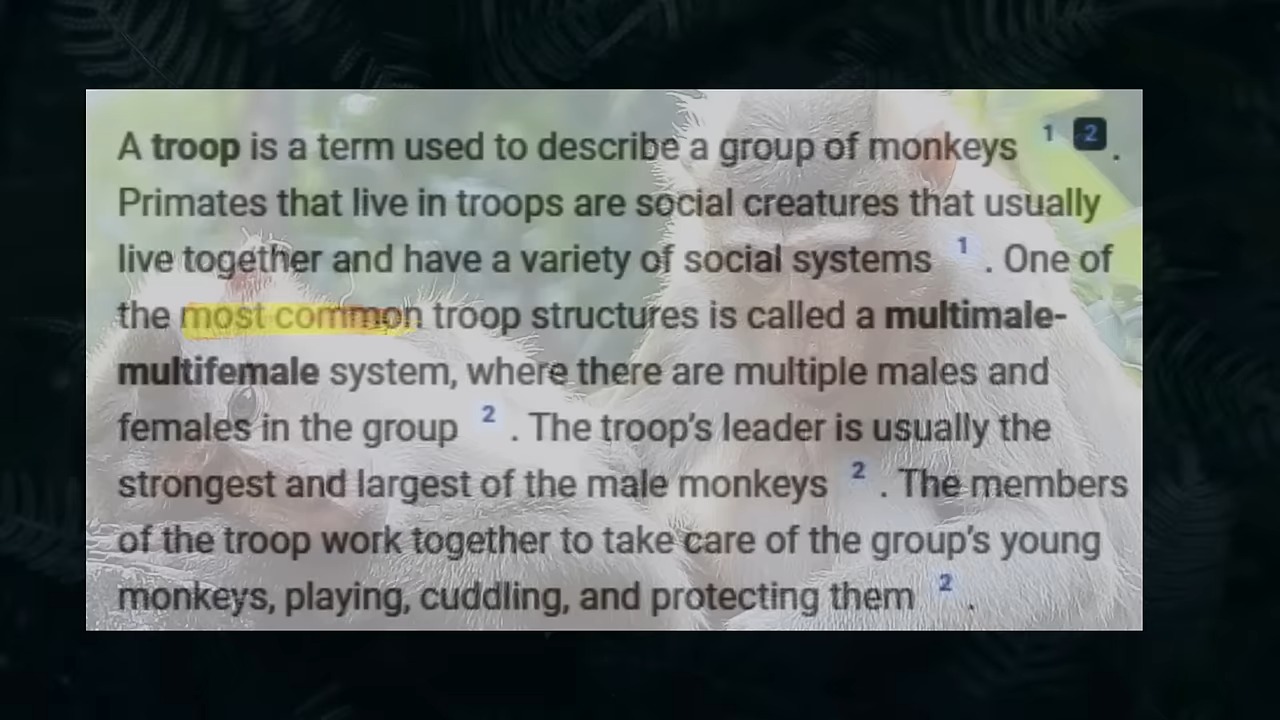 A troop is a term used to describe a group of monkeys 1 2 .
Primates that live in troops are social creatures that usually
live together and have a variety of social systems 1 . One of
the most common troop structures is called a multimale-
multifemale system, where there are multiple males and
females in the group 2 . The troop’s leader is usually the
strongest and largest of the male monkeys 2 . The members
of the troop work together to take care of the group’s young
monkeys, playing, cuddling, and protecting them 2 .